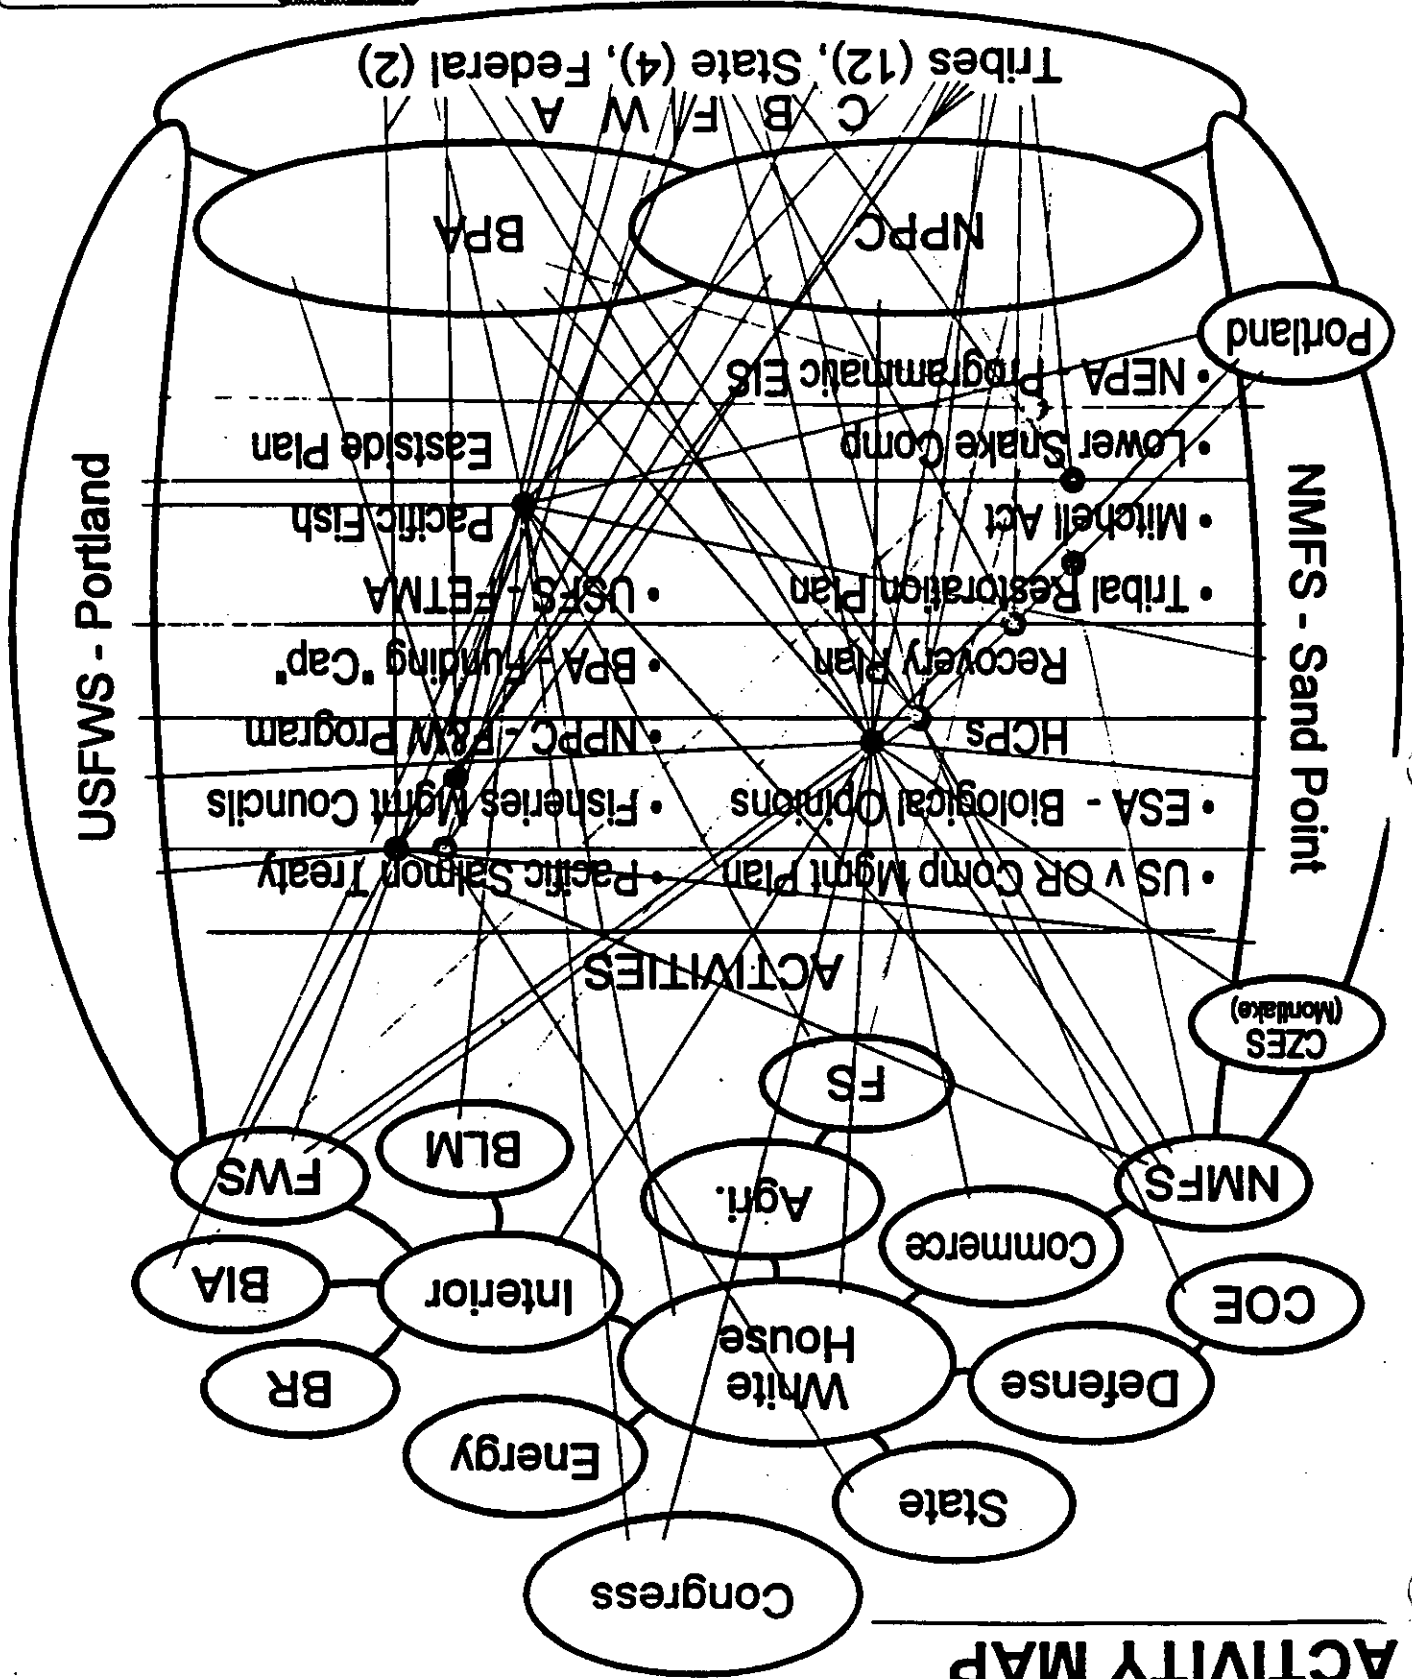 ACTIVITY MAP
Congress
State
Energy
White
House
Defense
COE
BR
Interior
BIA
Commerce
NMFS
Agri.
FWS
BLM
FS
CZES
(Montlake)
ACTIVITIES
• US v OR Comp Mgmt Plan
• ESA - Biological Opinions
HCPs
Recovery Plan
• Tribal Restoration Plan
• Mitchell Act
• Lower Snake Comp
• NEPA Programmatic EIS
• Pacific Salmon Treaty
• Fisheries Mgmt Councils
• NPPC - F&W Program
• BPA - Funding "Cap"
• USFS - FETMA
Pacific Fish
Eastside Plan
NMFS - Sand Point
USFWS - Portland
Portland
NPPC
BPA
C B F W A
Tribes (12), State (4), Federal (2)